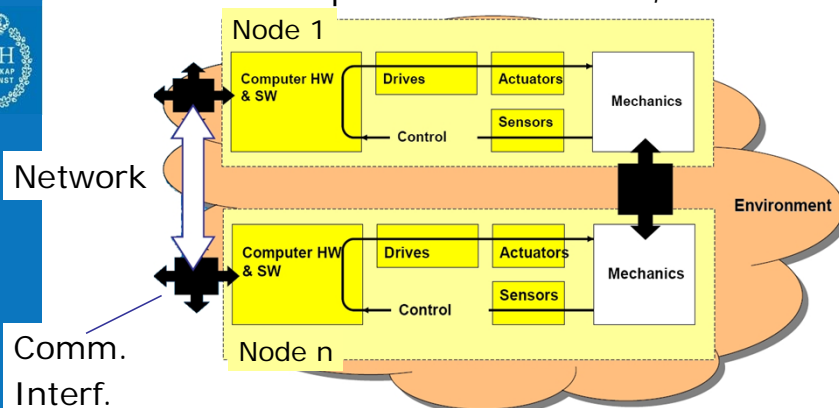 Node 1
Computer HW
& SW
Drives
Actuators
Sensors
Control
Mechanics
Network
Environment
Computer HW
& SW
Drives
Actuators
Sensors
Control
Mechanics
Node n
Comm.
Interf.